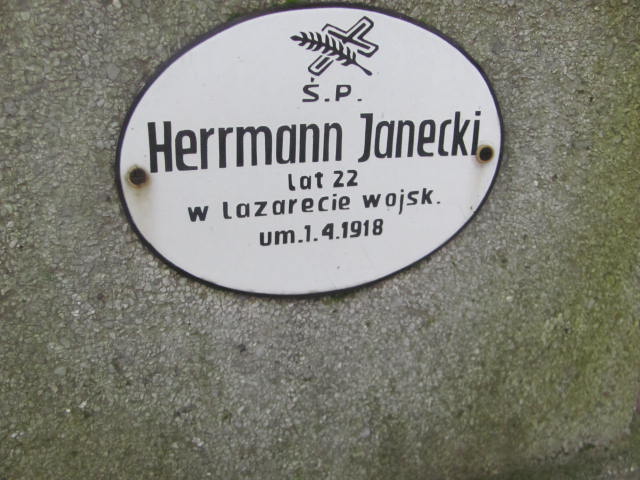 Ś.P.
Herrmann Janecki
lat 22
w lazarecie wojsk.
um.1.4.1918